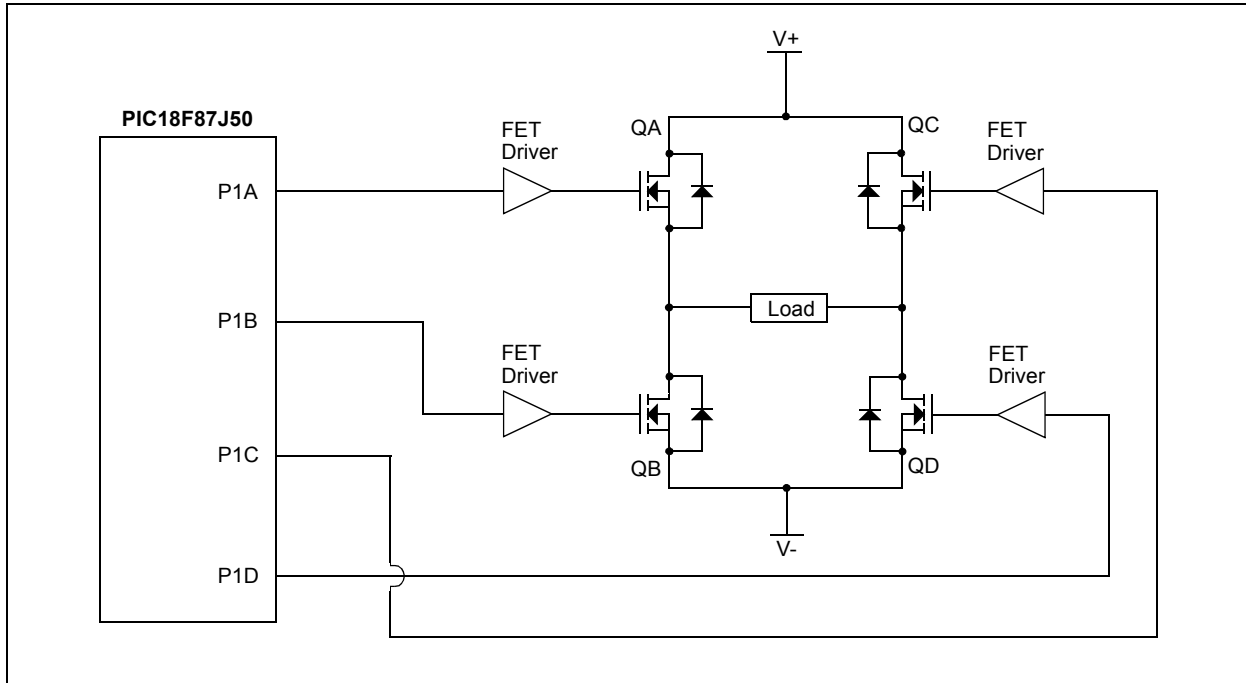 V+
PIC18F87J50
QA
QC
FET
Driver
FET
Driver
P1A
Load
P1B
FET
Driver
FET
Driver
P1C
QB
QD
V-
P1D